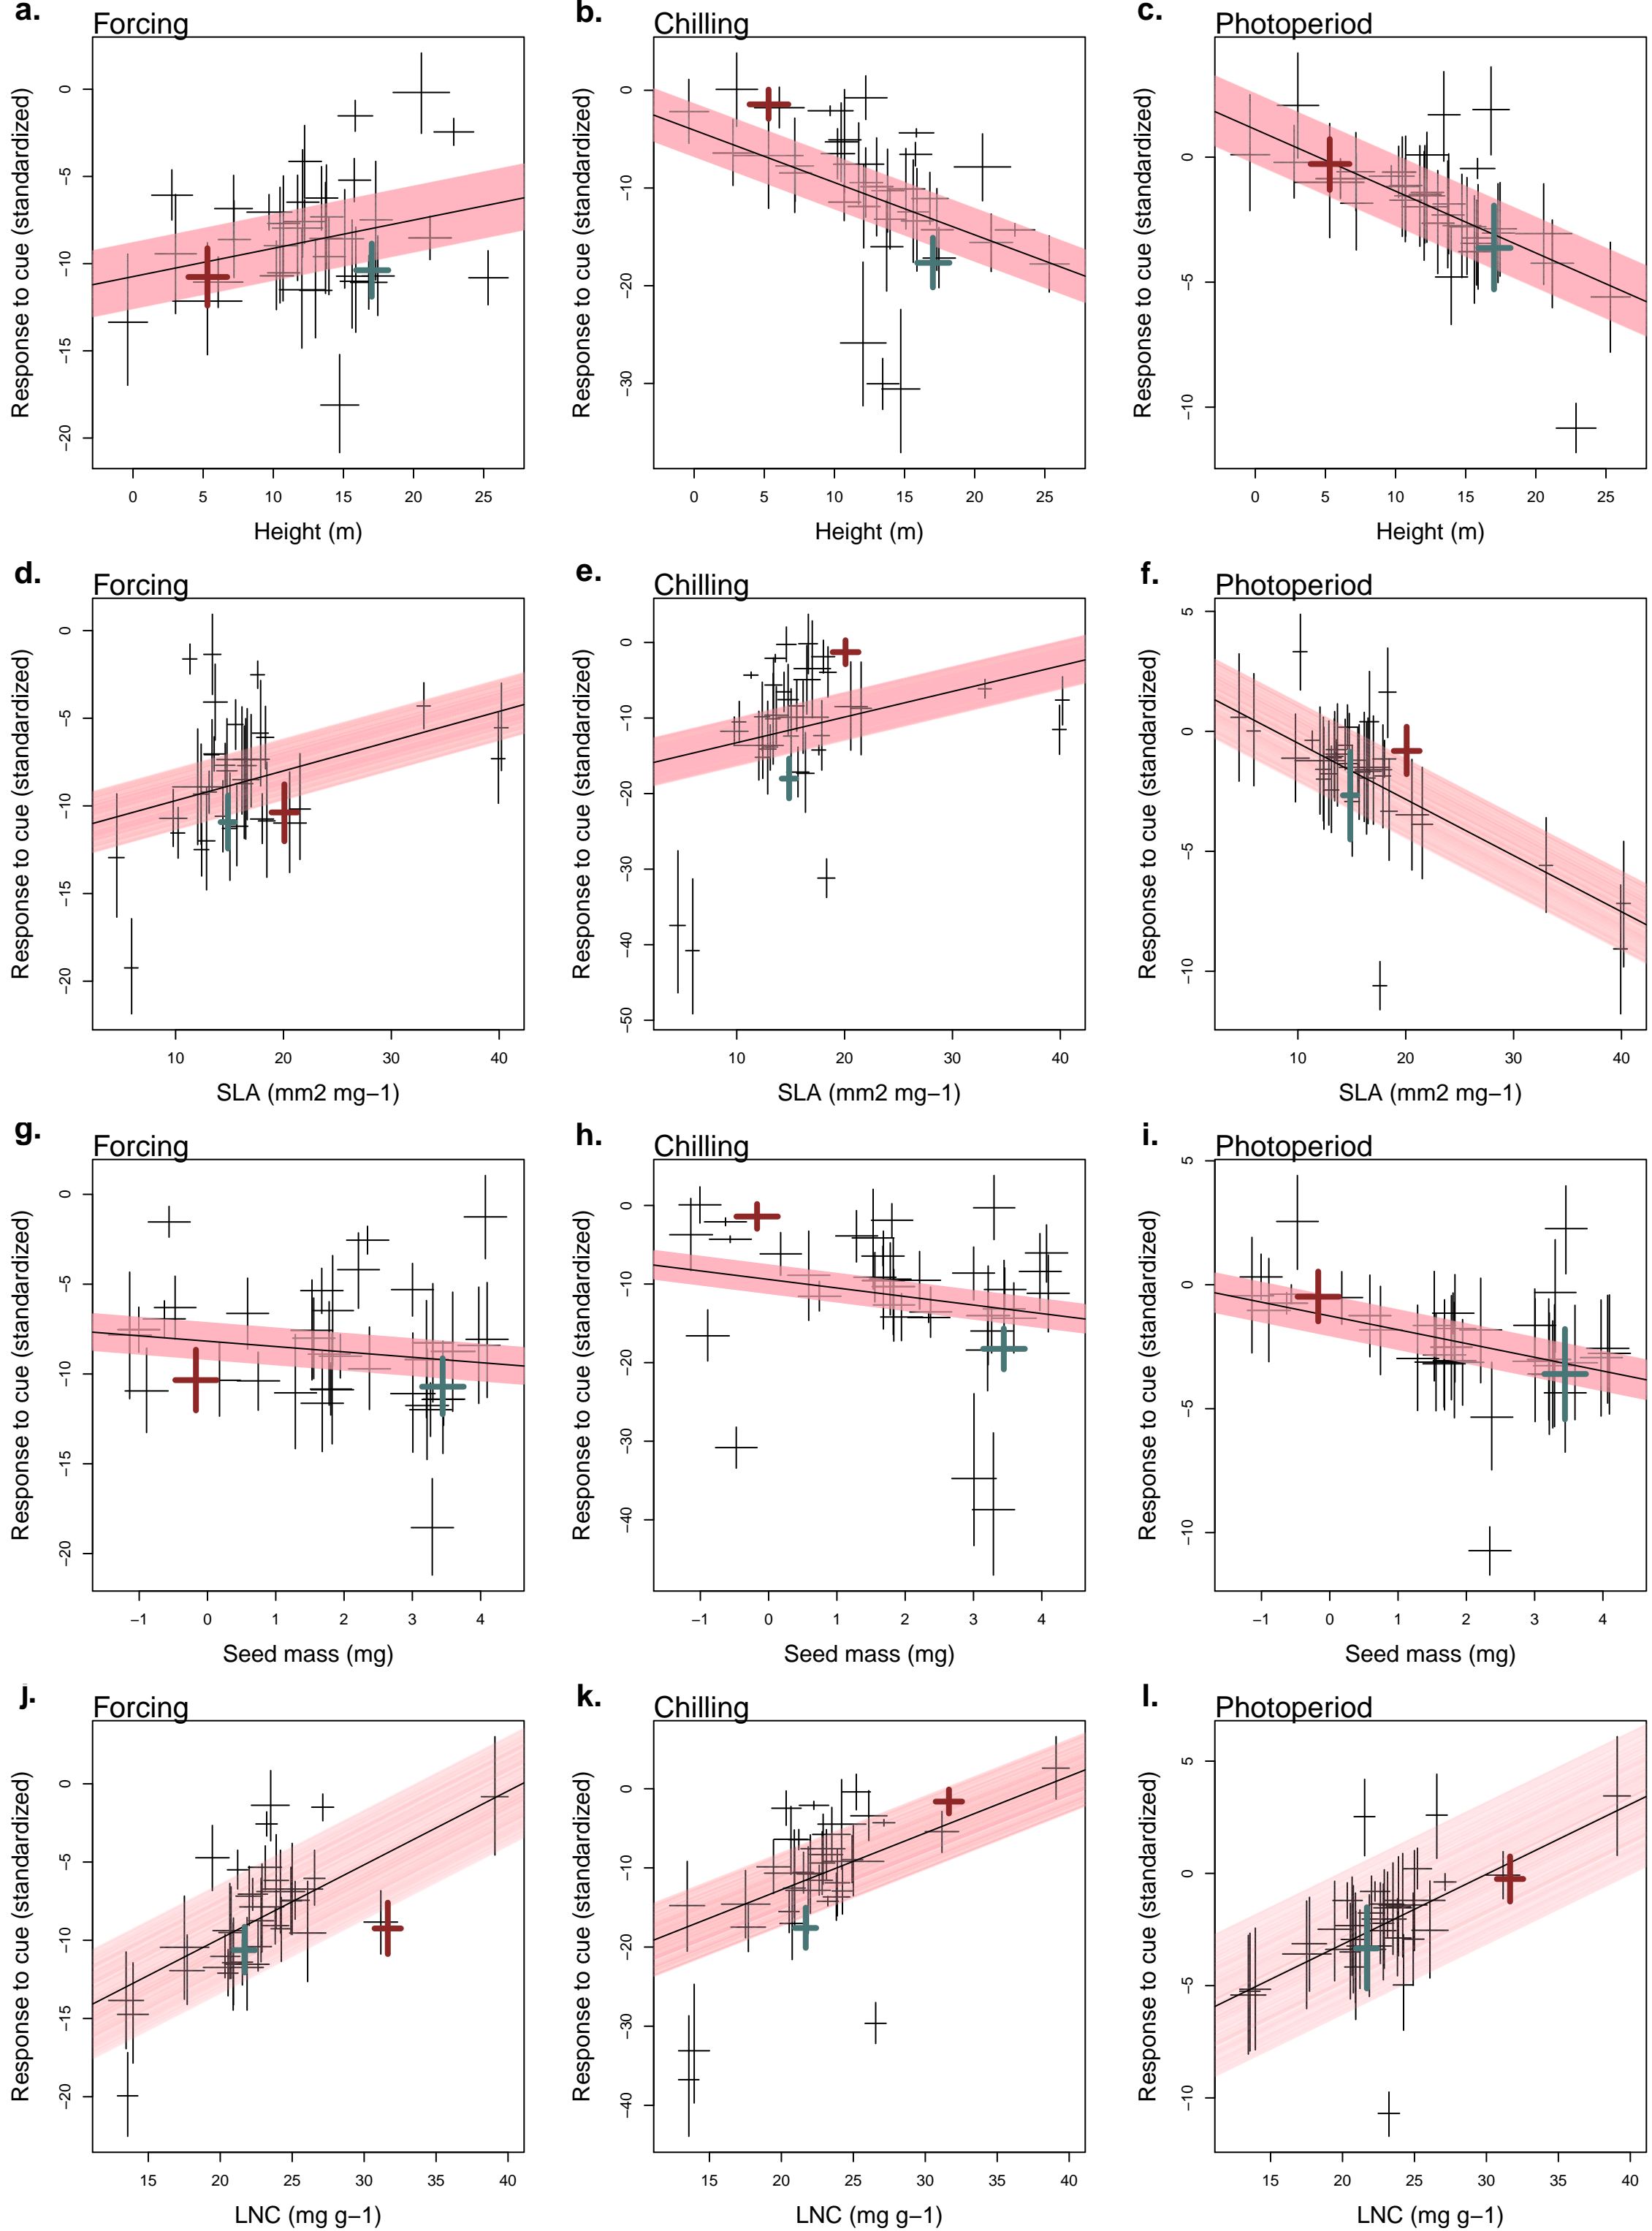 a. Forcing
Response to cue (standardized)
0
−5
−10
−15
−20
0 5 10 15 20 25
Height (m)
b. Chilling
Response to cue (standardized)
0
−10
−20
−30
0 5 10 15 20 25
Height (m)
c. Photoperiod
Response to cue (standardized)
0
−5
−10
0 5 10 15 20 25
Height (m)
d. Forcing
Response to cue (standardized)
0
−5
−10
−15
−20
10 20 30 40
SLA (mm2 mg−1)
e. Chilling
Response to cue (standardized)
0
−10
−20
−30
−40
−50
10 20 30 40
SLA (mm2 mg−1)
f. Photoperiod
Response to cue (standardized)
5
0
−5
−10
10 20 30 40
SLA (mm2 mg−1)
g. Forcing
Response to cue (standardized)
0
−5
−10
−15
−20
−1 0 1 2 3 4
Seed mass (mg)
h. Chilling
Response to cue (standardized)
0
−10
−20
−30
−40
−1 0 1 2 3 4
Seed mass (mg)
i. Photoperiod
Response to cue (standardized)
5
0
−5
−10
−1 0 1 2 3 4
Seed mass (mg)
j. Forcing
Response to cue (standardized)
0
−5
−10
−15
−20
15 20 25 30 35 40
LNC (mg g−1)
k. Chilling
Response to cue (standardized)
0
−10
−20
−30
−40
15 20 25 30 35 40
LNC (mg g−1)
l. Photoperiod
Response to cue (standardized)
5
0
−5
−10
15 20 25 30 35 40
LNC (mg g−1)